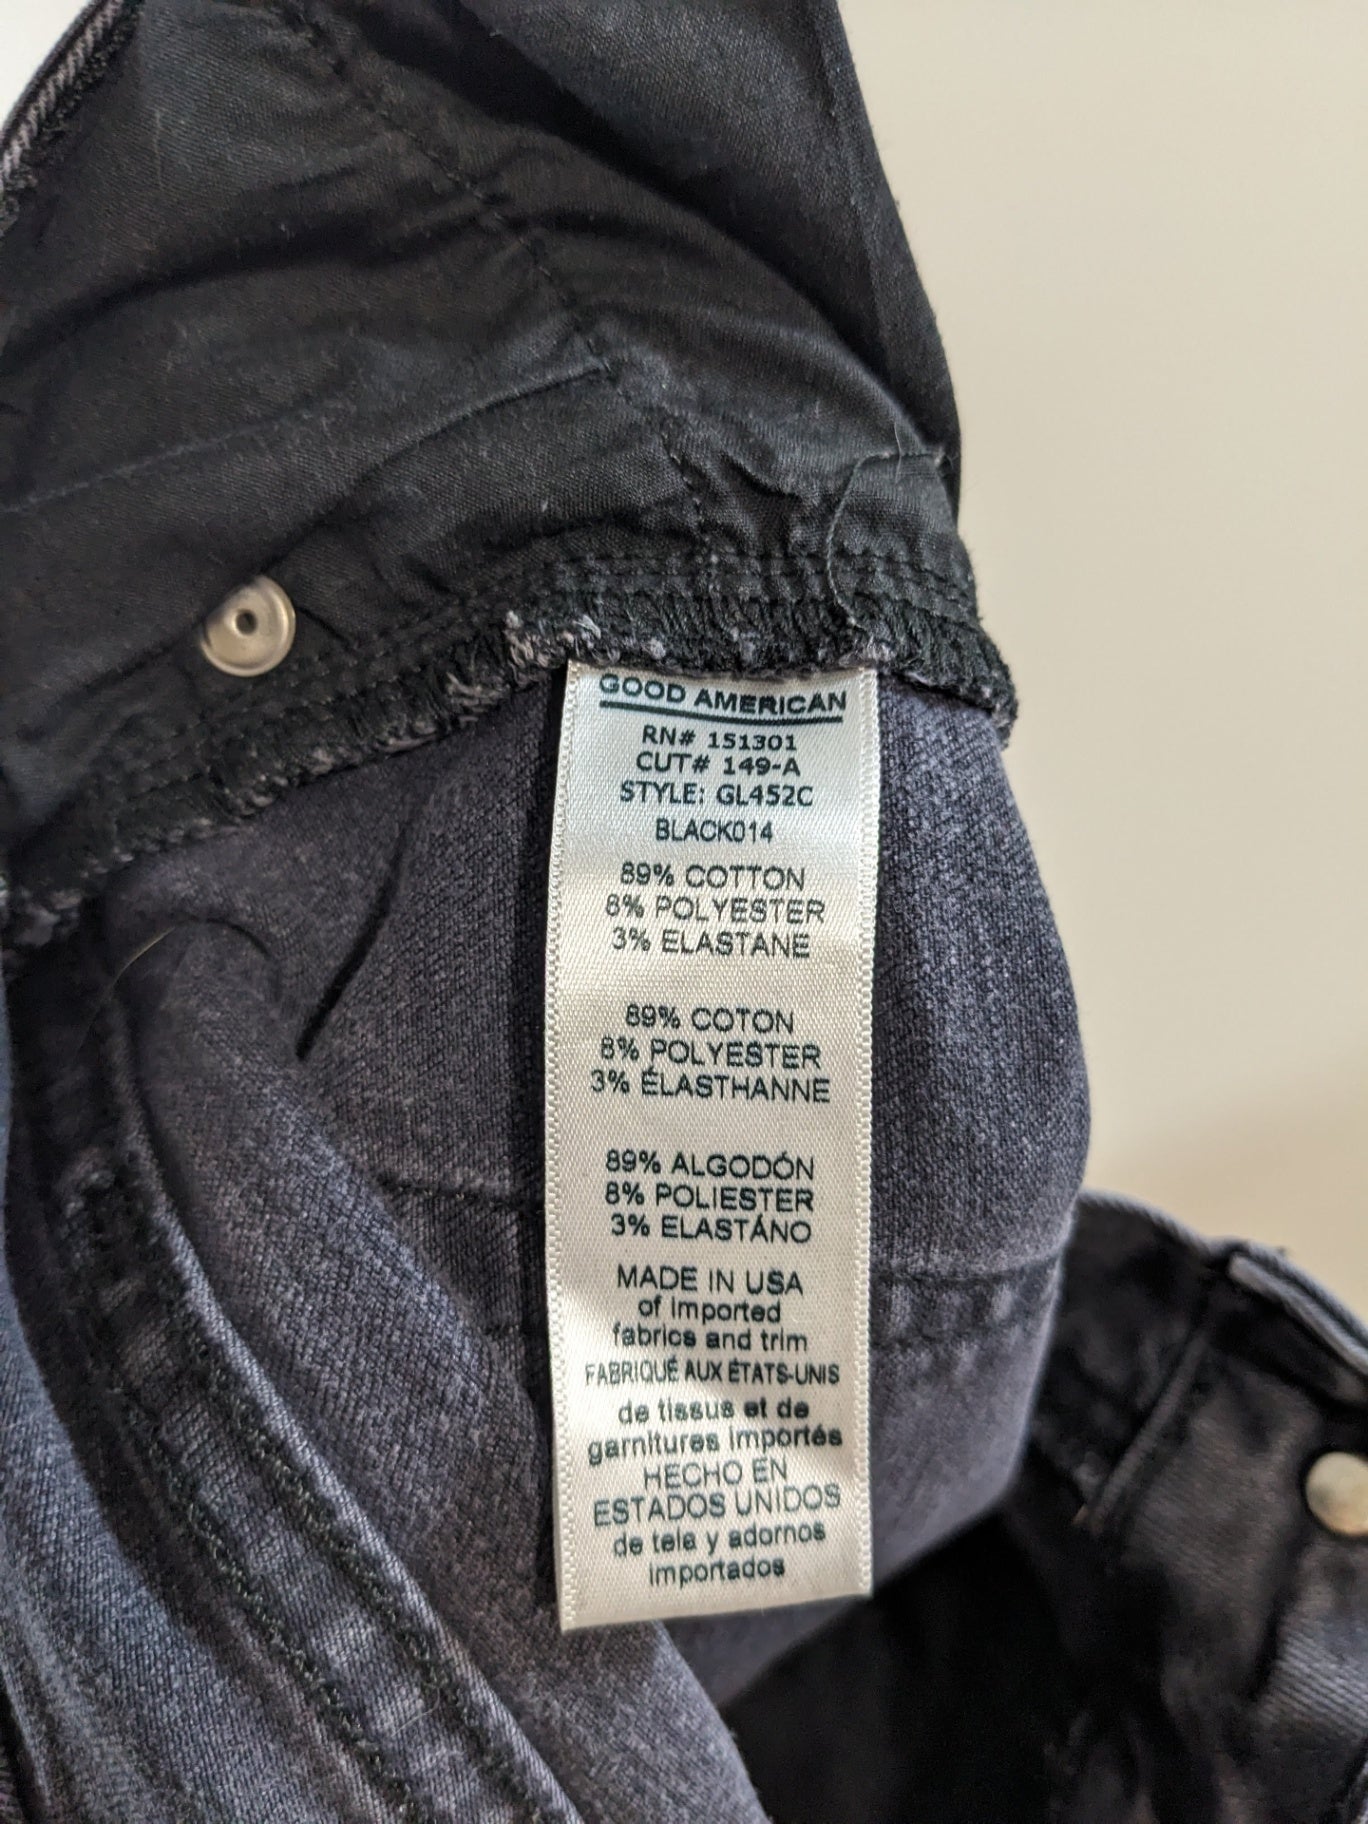 GOOD AMERICAN
RN# 151301
CUT# 149-A
STYLE: GL452C
BLACK014
89% COTTON
8% POLYESTER
3% ELASTANE
89% COTON
8% POLYESTER
3% ÉLASTHANNE
89% ALGODÓN
8% POLIESTER
3% ELASTÁNO
MADE IN USA
of imported
fabrics and trim
FABRIQUÉ AUX ÉTATS-UNIS
de tissus et de
garnitures importés
HECHO EN
ESTADOS UNIDOS
de tela y adornos
importados